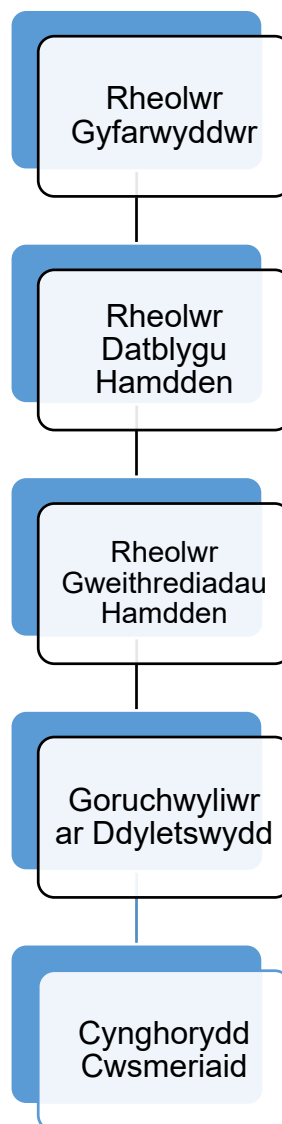 Rheolwr
Gyfarwyddwr
Rheolwr
Datblygu
Hamdden
Rheolwr
Gweithrediadau
Hamdden
Goruchwyliwr
ar Ddyletswydd
Cynghorydd
Cwsmeriaid